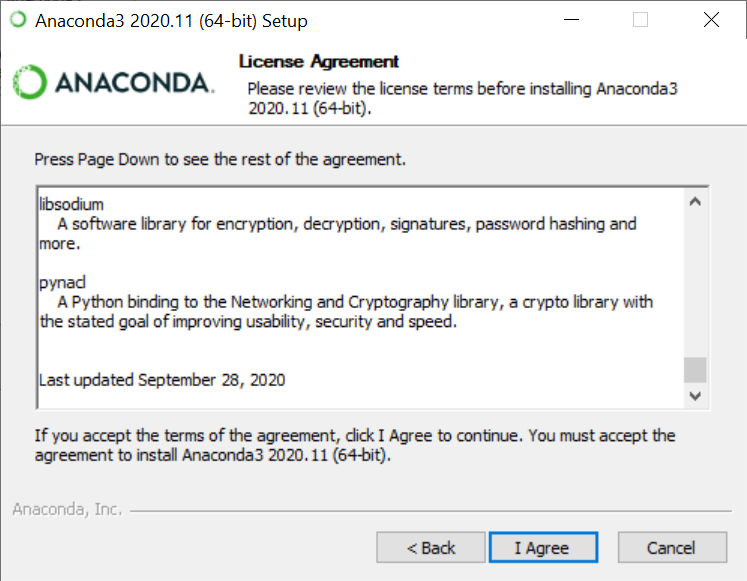 Anaconda3 2020.11 (64-bit) Setup
ANACONDA.
License Agreement
Please review the license terms before installing Anaconda3
2020.11 (64-bit).
Press Page Down to see the rest of the agreement.
libsodium
A software library for encryption, decryption, signatures, password hashing and
more.
pynacl
A Python binding to the Networking and Cryptography library, a crypto library with
the stated goal of improving usability, security and speed.
Last updated September 28, 2020
If you accept the terms of the agreement, click I Agree to continue. You must accept the
agreement to install Anaconda3 2020.11 (64-bit).
Anaconda, Inc.
< Back
I Agree
Cancel